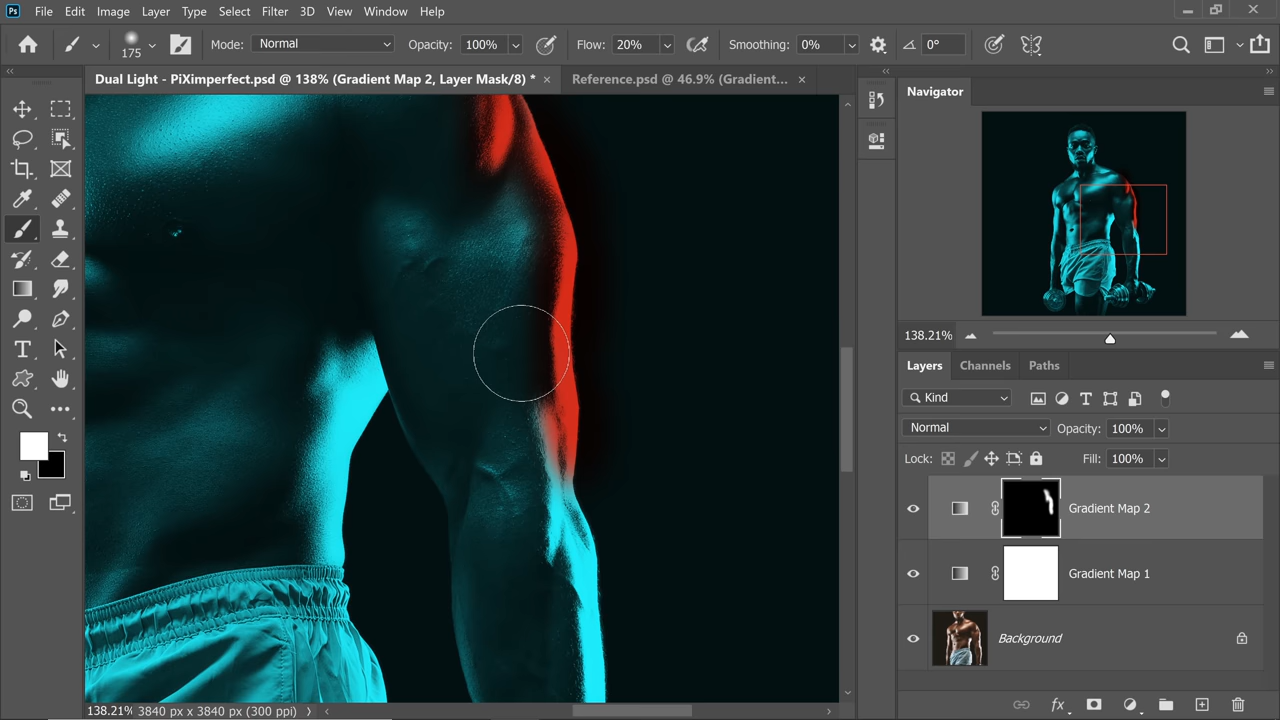 Ps File Edit Image Layer Type Select Filter 3D View Window Help
175 Mode: Normal Opacity: 100% Flow: 20% Smoothing: 0% 0°
Dual Light - PiXimperfect.psd @ 138% (Gradient Map 2, Layer Mask/8) * × Reference.psd @ 46.9% (Gradient... ×
Navigator
138.21%
Layers Channels Paths
Kind
Normal Opacity: 100%
Lock: Fill: 100%
Gradient Map 2
Gradient Map 1
Background
fx
138.21% 3840 px x 3840 px (300 ppi)